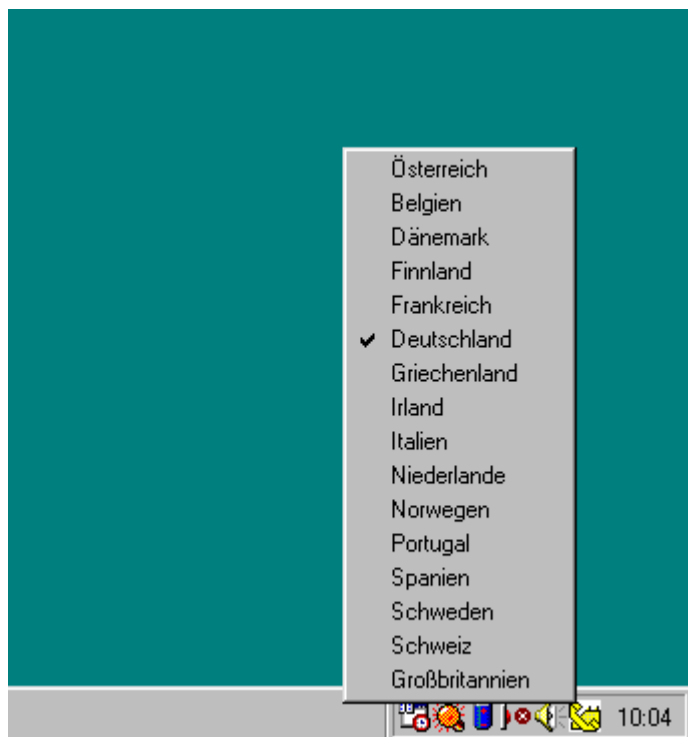 Österreich
Belgien
Dänemark
Finnland
Frankreich
Deutschland
Griechenland
Irland
Italien
Niederlande
Norwegen
Portugal
Spanien
Schweden
Schweiz
Großbritannien
10:04